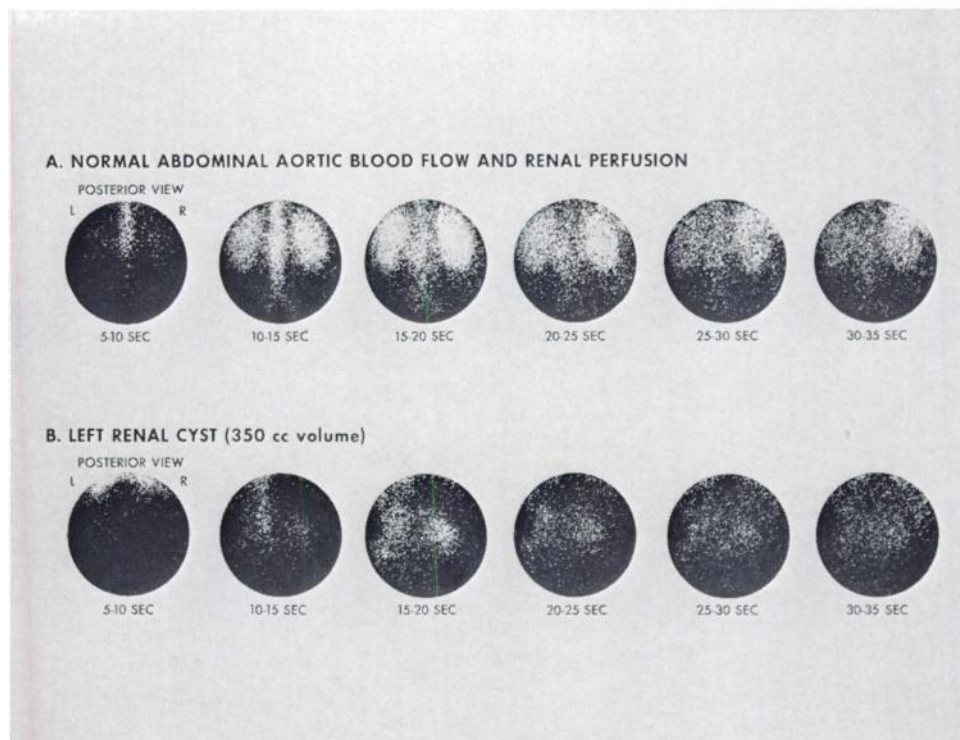 A. NORMAL ABDOMINAL AORTIC BLOOD FLOW AND RENAL PERFUSION
POSTERIOR VIEW
L R
5-10 SEC 10-15 SEC 15-20 SEC 20-25 SEC 25-30 SEC 30-35 SEC
B. LEFT RENAL CYST (350 cc volume)
POSTERIOR VIEW
L R
5-10 SEC 10-15 SEC 15-20 SEC 20-25 SEC 25-30 SEC 30-35 SEC